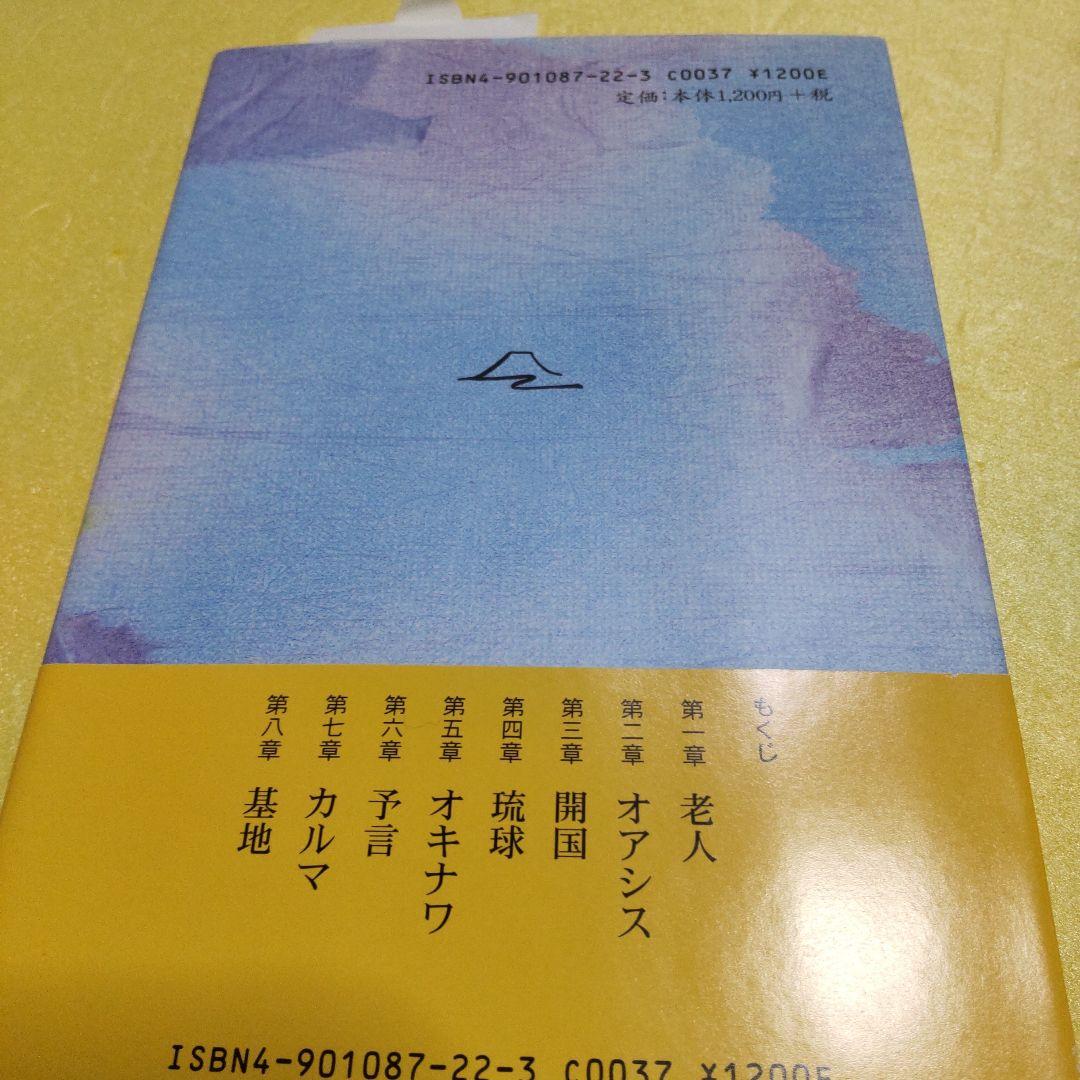 ISBN4-901087-22-3 C0037 ¥1200E
定価:本体1,200円+税
もくじ
第一章 老人
第二章 オアシス
第三章 開国
第四章 琉球
第五章 オキナワ
第六章 予言
第七章 カルマ
第八章 基地
ISBN4-901087-22-3 C0037 ¥1200E